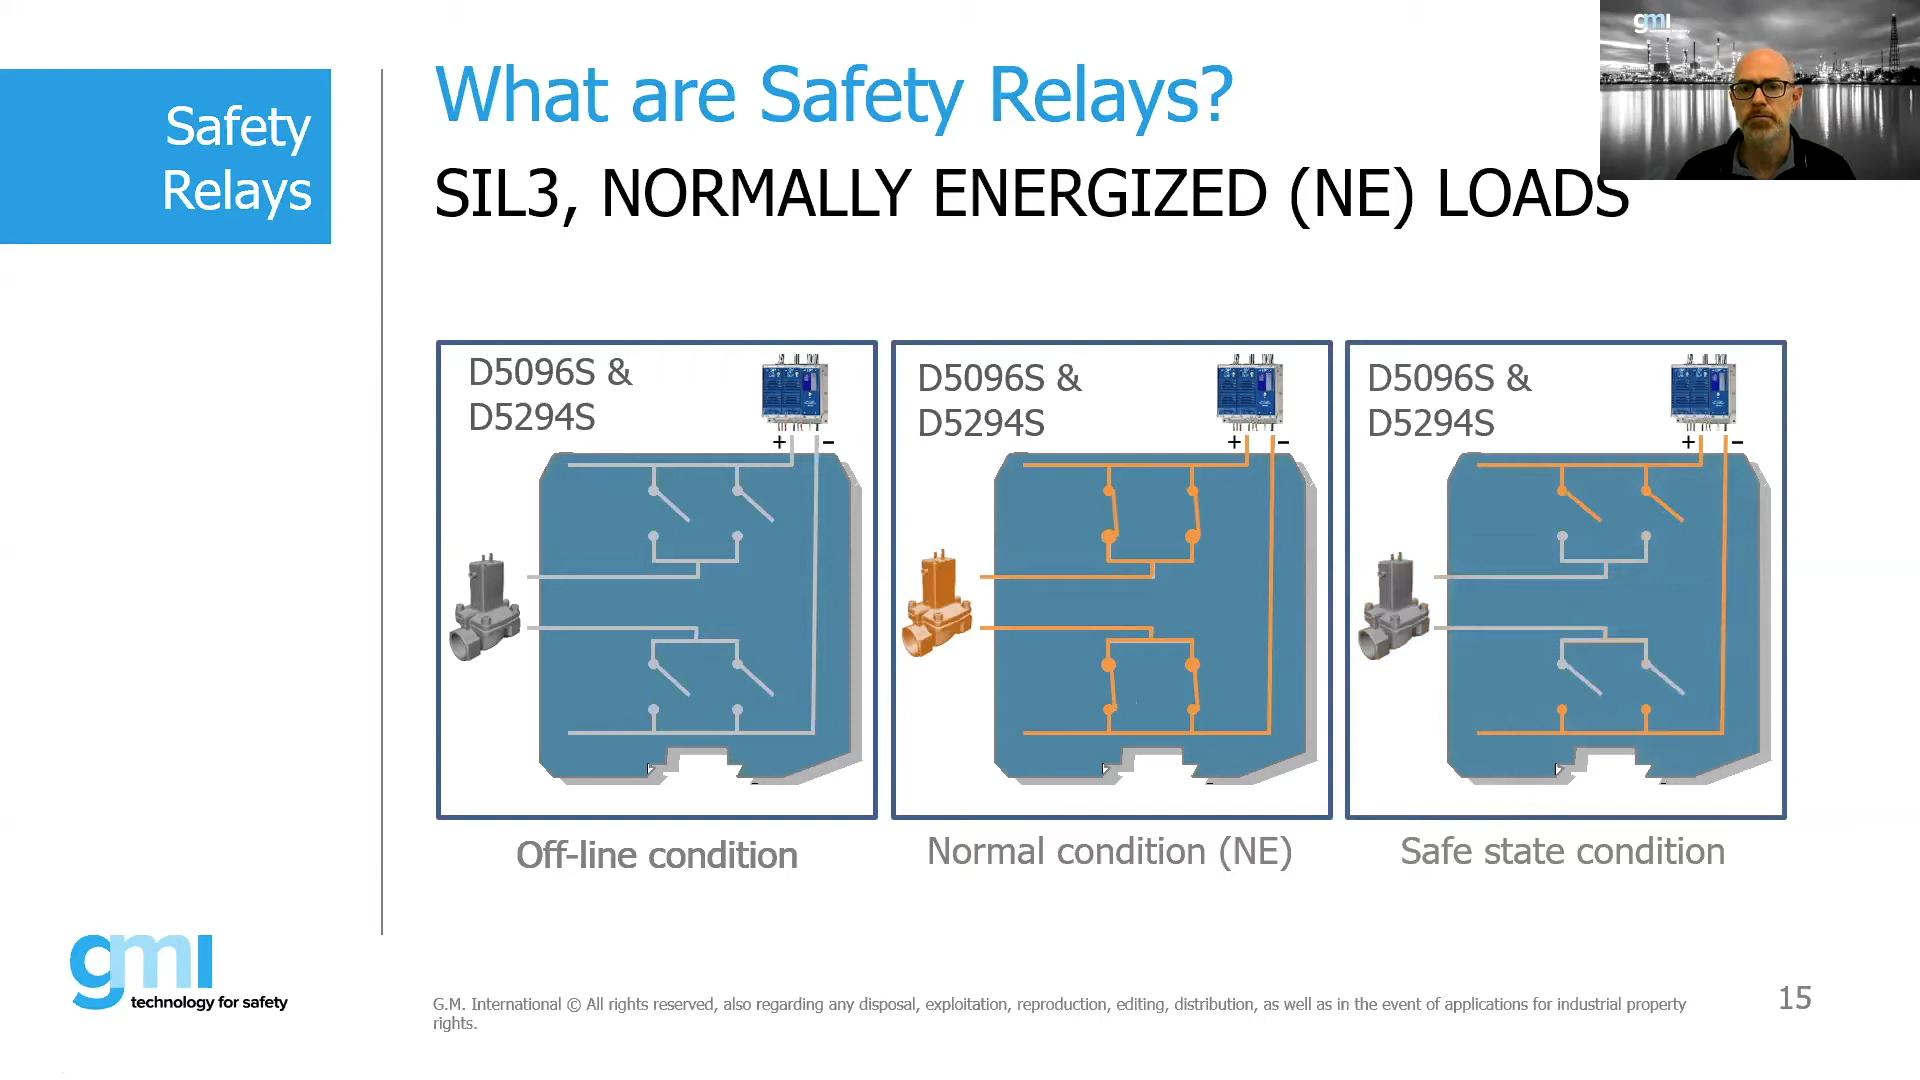 Safety
Relays
What are Safety Relays?
SIL3, NORMALLY ENERGIZED (NE) LOADS
gmi
D5096S &
D5294S
+ −
D5096S &
D5294S
+ −
D5096S &
D5294S
+ −
Off-line condition
Normal condition (NE)
Safe state condition
gmi
technology for safety
G.M. International © All rights reserved, also regarding any disposal, exploitation, reproduction, editing, distribution, as well as in the event of applications for industrial property
rights.
15